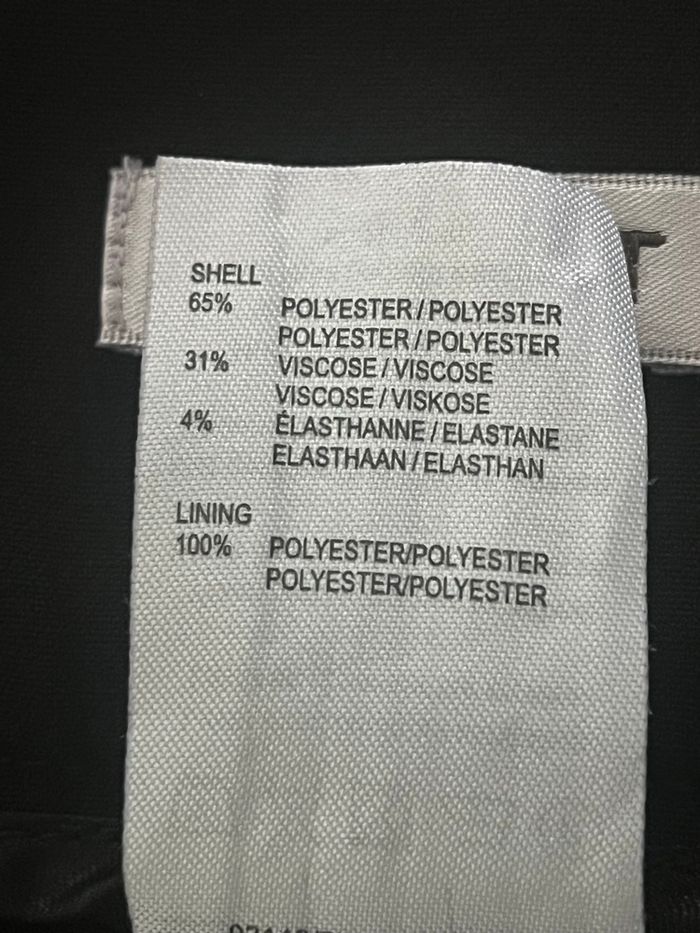 SHELL
65% POLYESTER / POLYESTER
POLYESTER / POLYESTER
31% VISCOSE / VISCOSE
VISCOSE / VISKOSE
4% ÉLASTHANNE / ELASTANE
ELASTHAAN / ELASTHAN
LINING
100% POLYESTER/POLYESTER
POLYESTER/POLYESTER